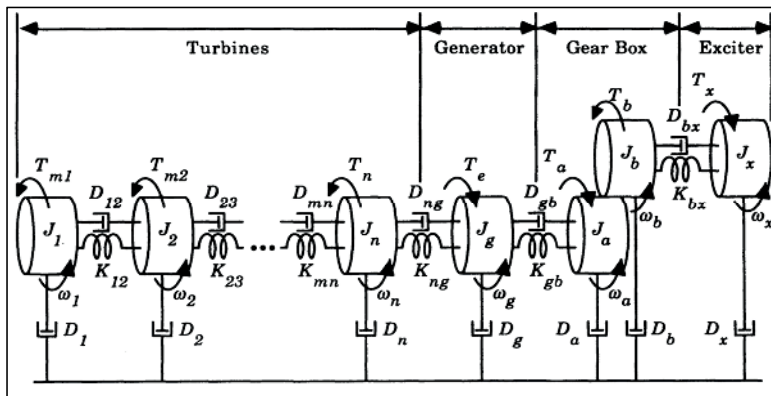 Turbines Generator Gear Box Exciter
T_b T_x
D_bx
T_m1 T_m2 T_n T_e T_a J_b J_x
D_12 D_23 D_mn D_ng D_gb
K_bx
J_1 J_2 J_n J_g J_a ω_b ω_x
K_12 K_23 K_mn K_ng K_gb
ω_1 ω_2 ω_n ω_g ω_a
D_1 D_2 D_n D_g D_a D_b D_x